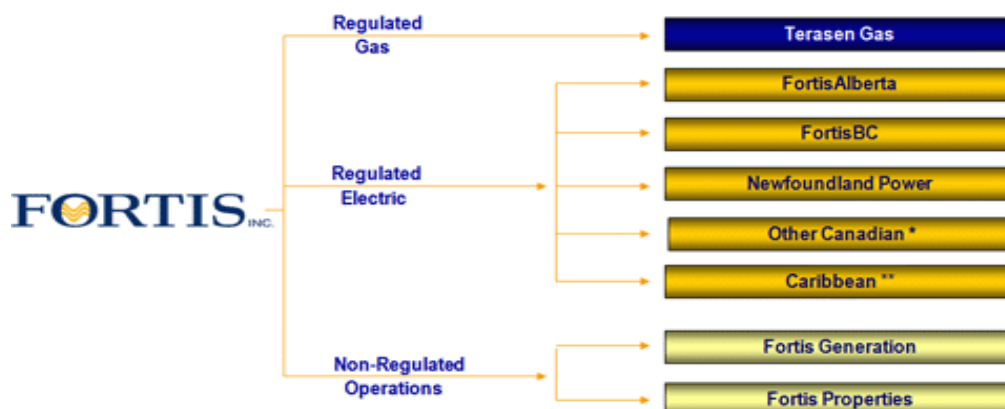 Regulated
Gas
Terasen Gas
FortisAlberta
FortisBC
Regulated
Electric
Newfoundland Power
FORTIS INC.
Other Canadian *
Caribbean **
Non-Regulated
Operations
Fortis Generation
Fortis Properties